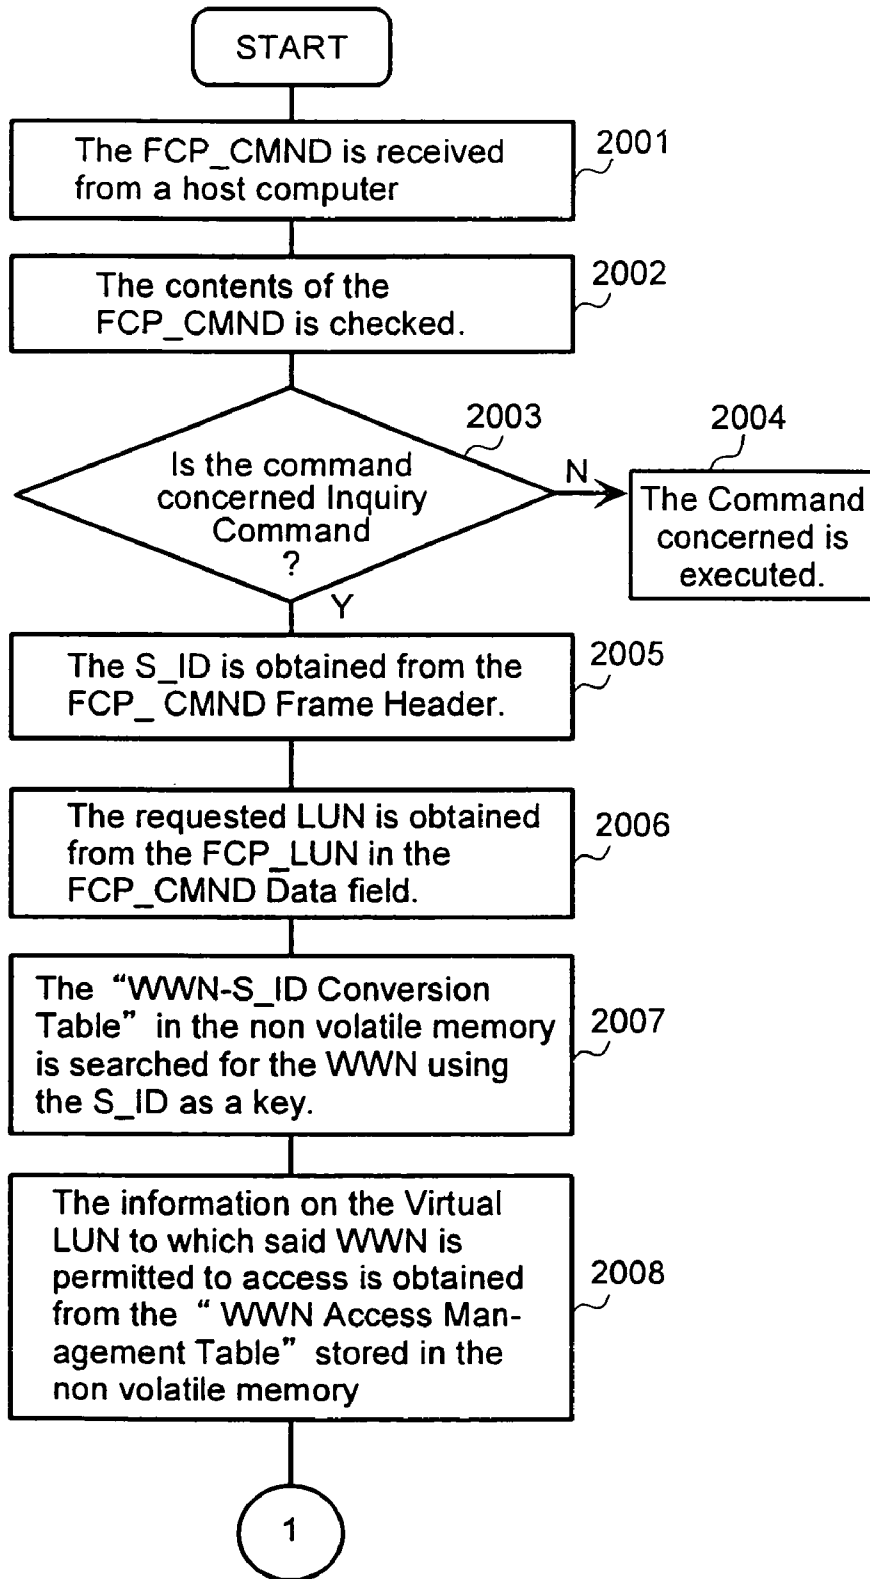 START
The FCP_CMND is received
from a host computer
2001
The contents of the
FCP_CMND is checked.
2002
Is the command
concerned Inquiry
Command
?
2003
N
2004
The Command
concerned is
executed.
Y
The S_ID is obtained from the
FCP_ CMND Frame Header.
2005
The requested LUN is obtained
from the FCP_LUN in the
FCP_CMND Data field.
2006
The “WWN-S_ID Conversion
Table” in the non volatile memory
is searched for the WWN using
the S_ID as a key.
2007
The information on the Virtual
LUN to which said WWN is
permitted to access is obtained
from the “ WWN Access Man-
agement Table” stored in the
non volatile memory
2008
1